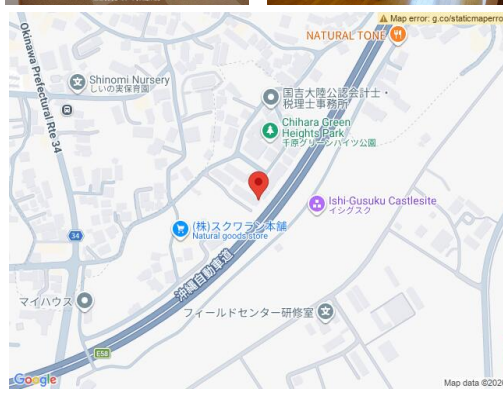 Map error: g.co/staticmaperro
NATURAL TONE
Okinawa Prefectural Rte 34
Shinomi Nursery
しいの実保育園
国吉大陸公認会計士・
税理士事務所
Chihara Green
Heights Park
千原グリーンハイツ公園
Ishi-Gusuku Castlesite
イシグスク
(株)スクワラン本舗
Natural goods store
34
沖縄自動車道
マイハウス
フィールドセンター研修室
E58
Google
Map data ©2026